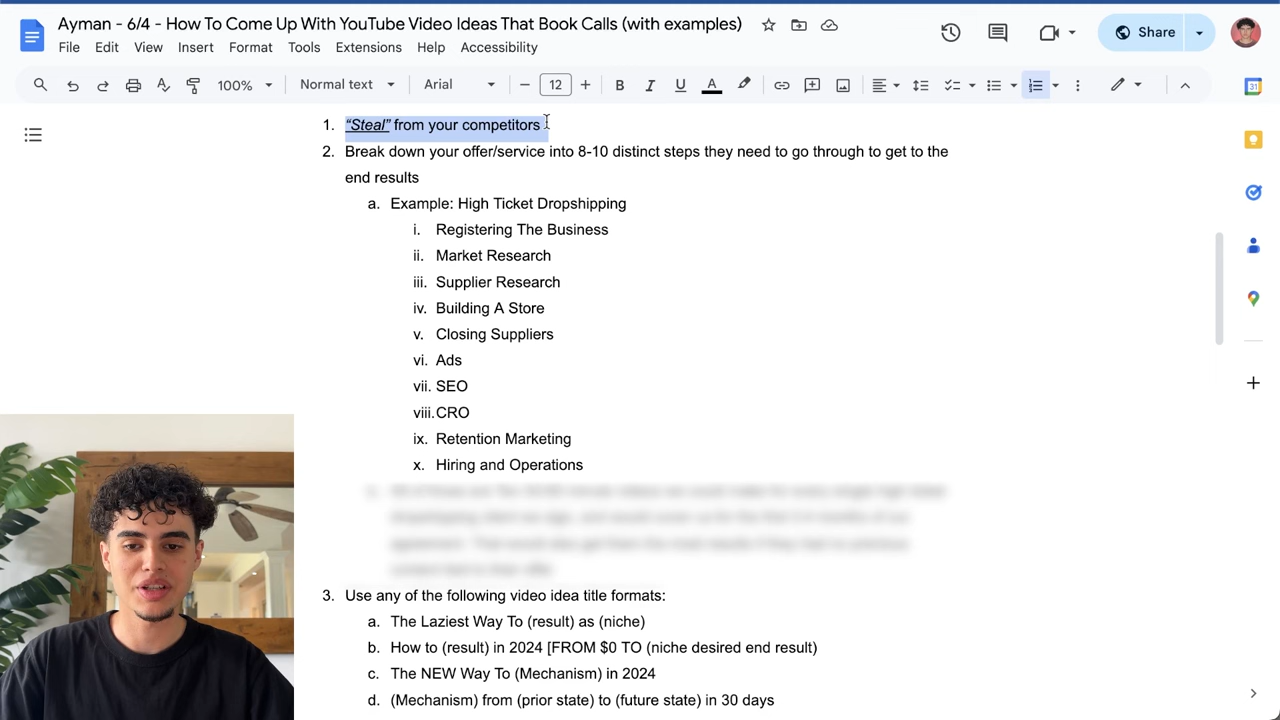 Ayman - 6/4 - How To Come Up With YouTube Video Ideas That Book Calls (with examples)
File Edit View Insert Format Tools Extensions Help Accessibility
Share
100% Normal text Arial 12 B I U A
31
1. “Steal” from your competitors
2. Break down your offer/service into 8-10 distinct steps they need to go through to get to the
end results
a. Example: High Ticket Dropshipping
i. Registering The Business
ii. Market Research
iii. Supplier Research
iv. Building A Store
v. Closing Suppliers
vi. Ads
vii. SEO
viii. CRO
ix. Retention Marketing
x. Hiring and Operations
3. Use any of the following video idea title formats:
a. The Laziest Way To (result) as (niche)
b. How to (result) in 2024 [FROM $0 TO (niche desired end result)
c. The NEW Way To (Mechanism) in 2024
d. (Mechanism) from (prior state) to (future state) in 30 days